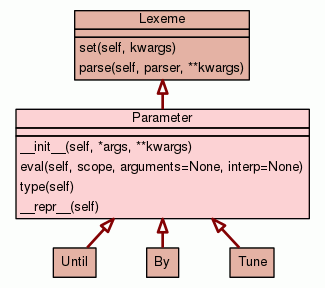 Lexeme
set(self, kwargs)
parse(self, parser, **kwargs)
Parameter
__init__(self, *args, **kwargs)
eval(self, scope, arguments=None, interp=None)
type(self)
__repr__(self)
Until By Tune